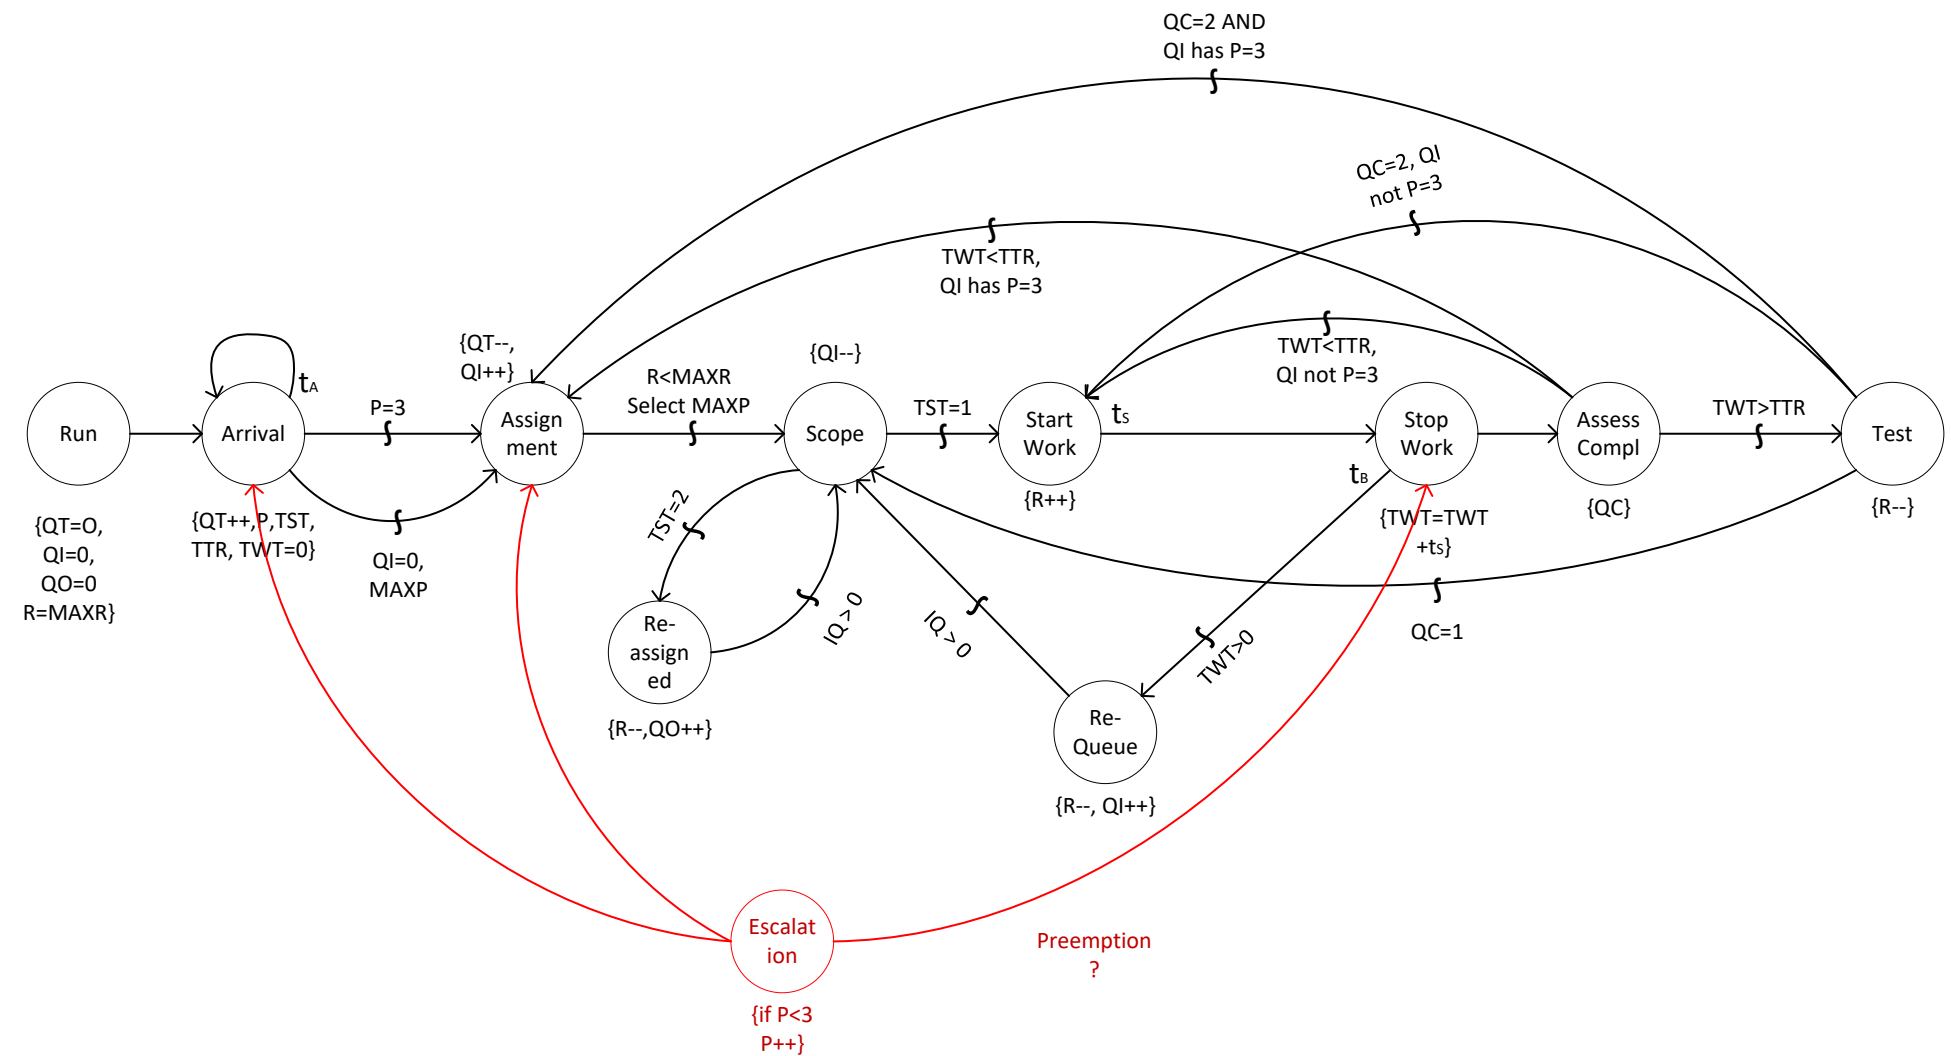 QC=2 AND
QI has P=3
QC=2, QI
not P=3
TWT<TTR,
QI has P=3
TWT<TTR,
QI not P=3
{QT--,
QI++}
{QI--}
R<MAXR
Select MAXP
tA
P=3
TST=1
tS
TWT>TTR
Run
Arrival
Assign
ment
Scope
Start
Work
Stop
Work
Assess
Compl
Test
tB
{QT=O,
QI=0,
QO=0
R=MAXR}
{QT++,P,TST,
TTR, TWT=0}
QI=0,
MAXP
{R++}
{TWT=TWT
+tS}
{QC}
{R--}
TST=2
IQ > 0
IQ > 0
TWT>0
QC=1
Re-
assign
ed
{R--,QO++}
Re-
Queue
{R--, QI++}
Escalat
ion
{if P<3
P++}
Preemption
?